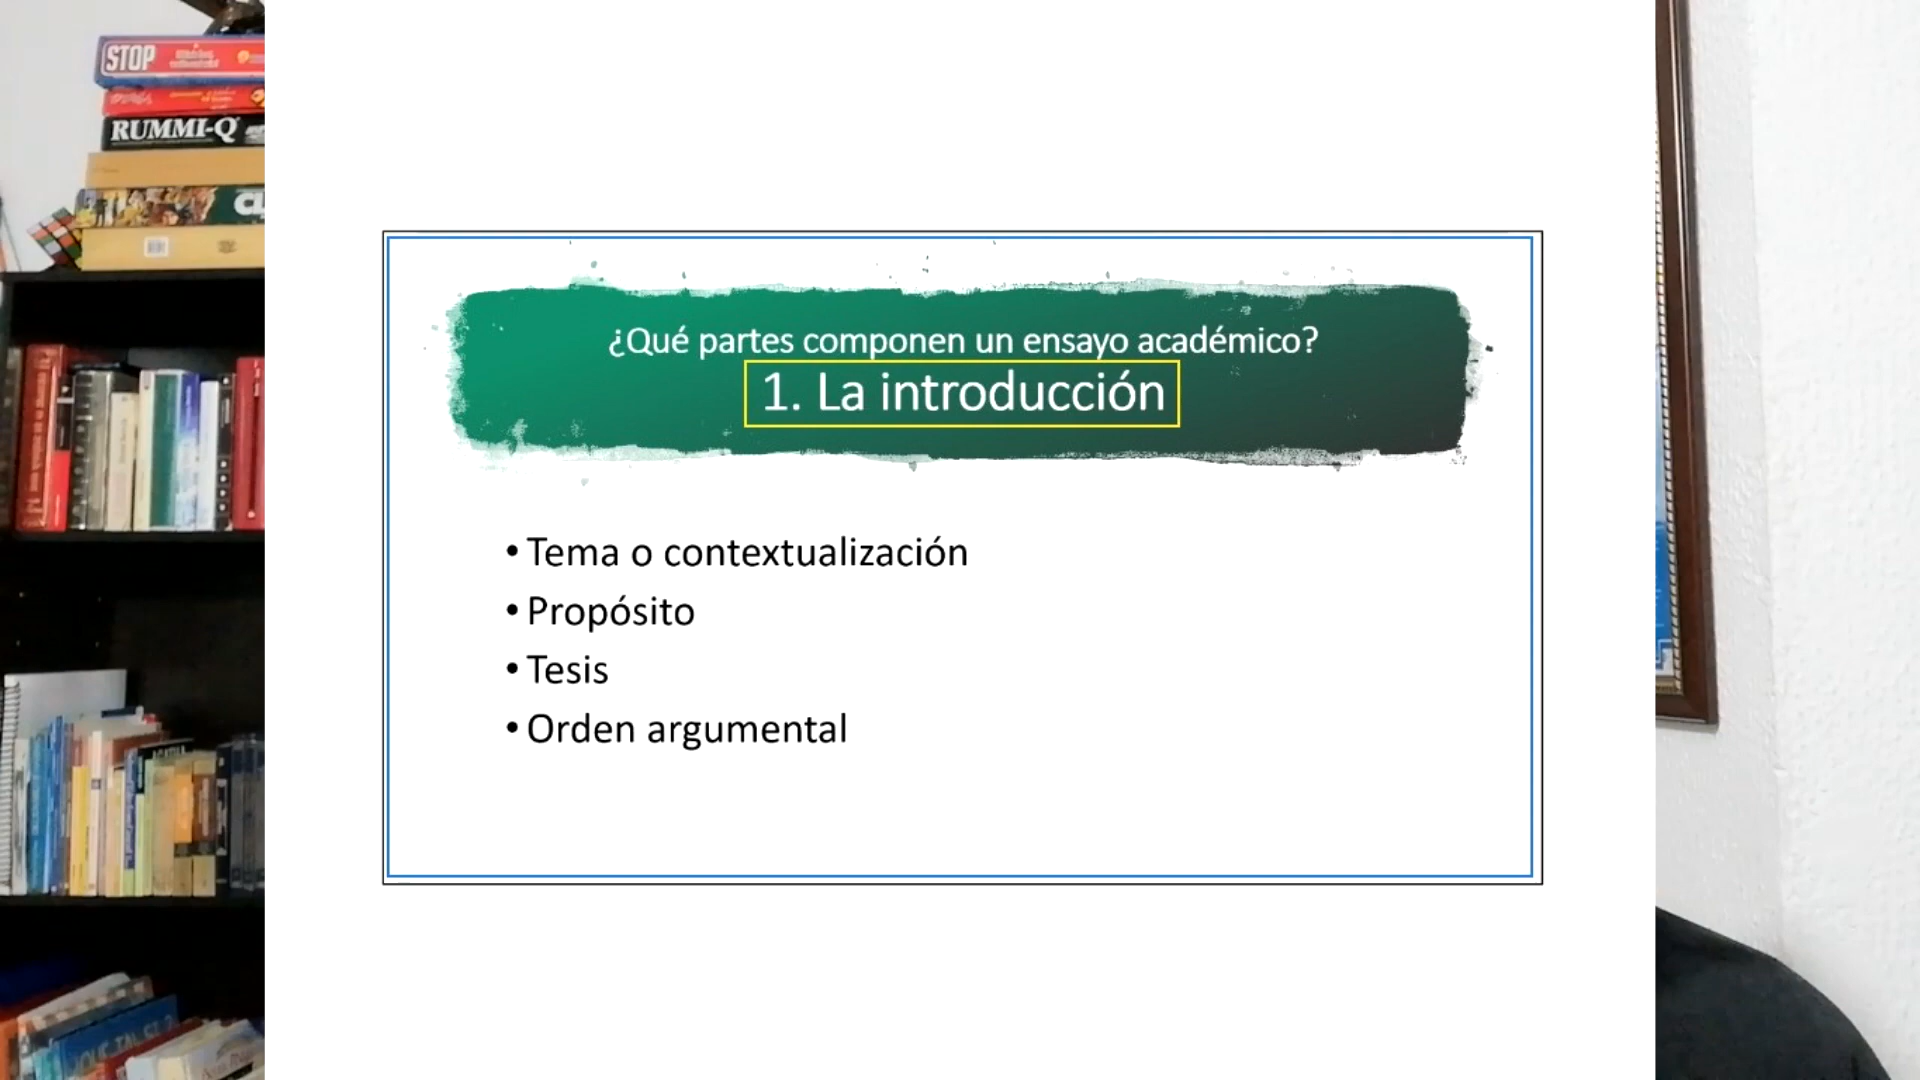 STOP
RUMMI-Q
¿Qué partes componen un ensayo académico?
1. La introducción
• Tema o contextualización
• Propósito
• Tesis
• Orden argumental